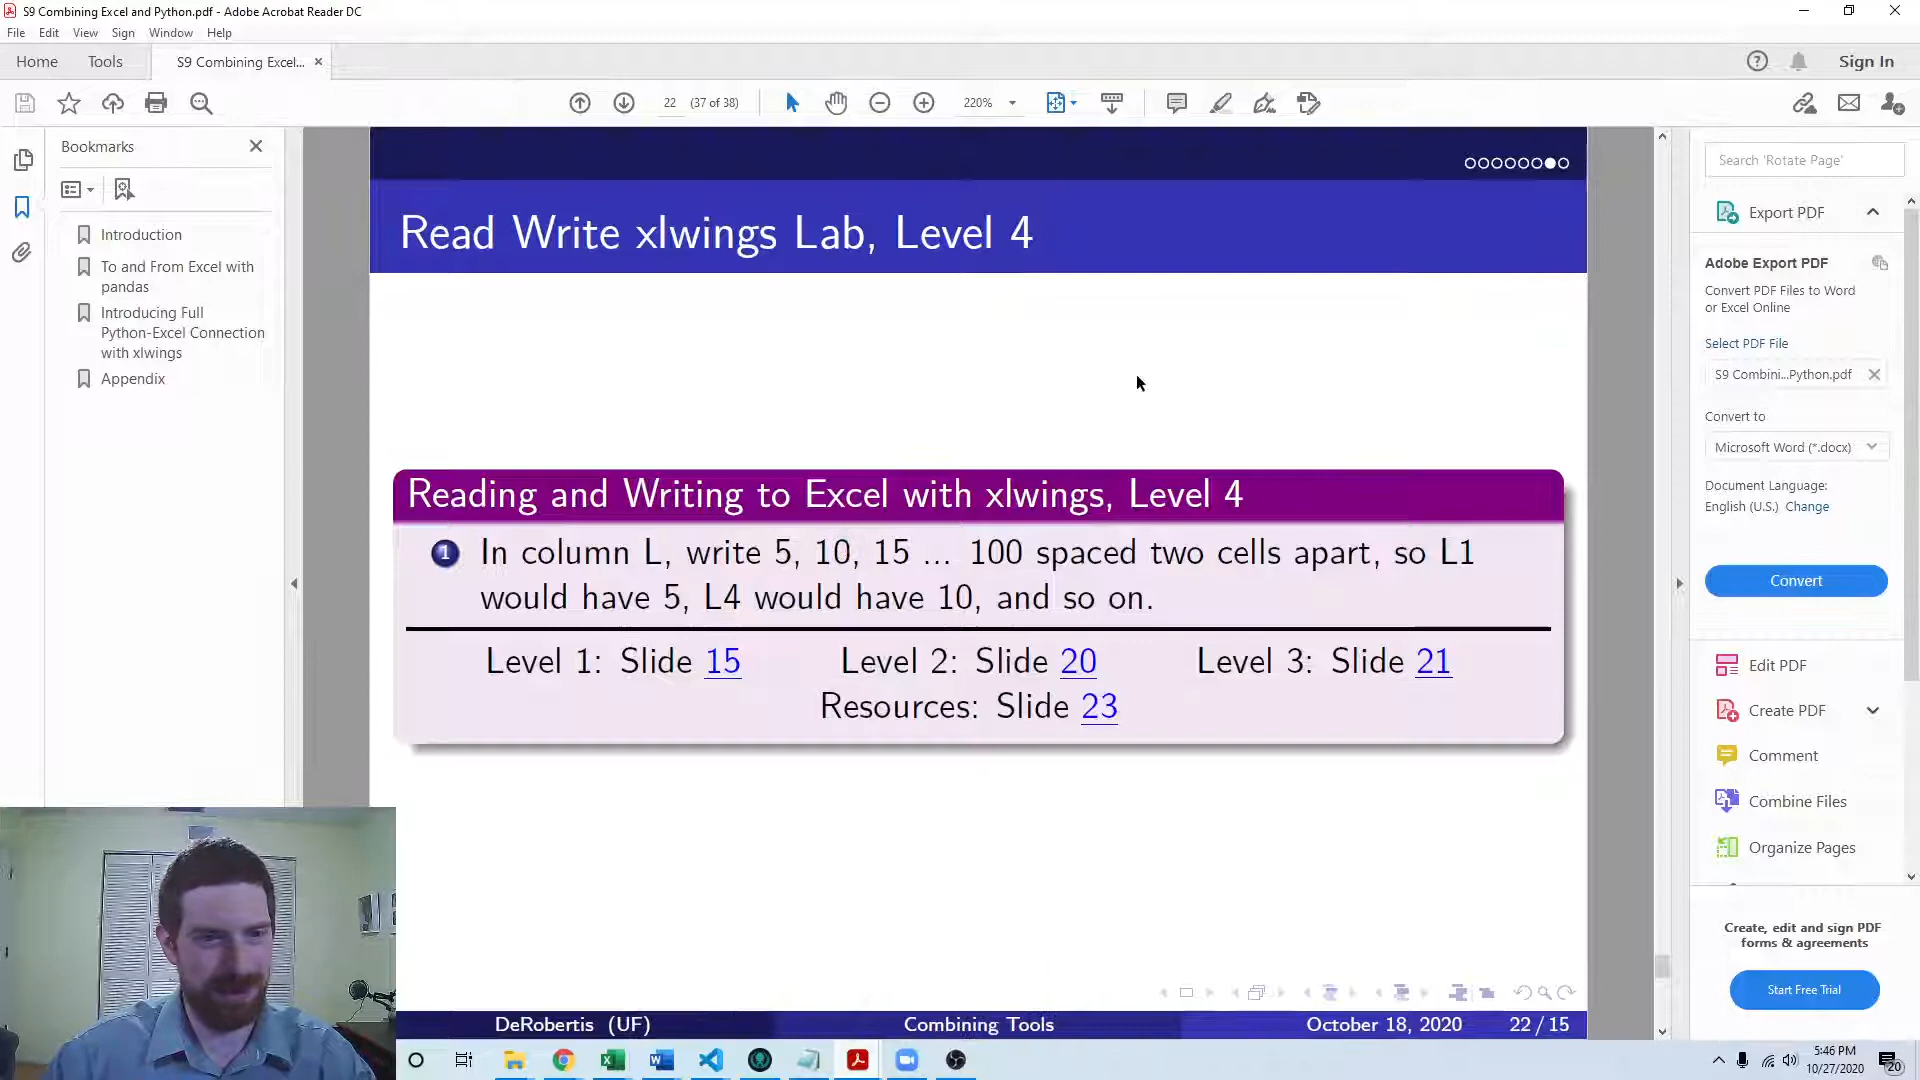 S9 Combining Excel and Python.pdf - Adobe Acrobat Reader DC
File Edit View Sign Window Help
Home Tools S9 Combining Excel... × Sign In
22 (37 of 38) 220%
Bookmarks
Introduction
To and From Excel with
pandas
Introducing Full
Python-Excel Connection
with xlwings
Appendix
Read Write xlwings Lab, Level 4
Reading and Writing to Excel with xlwings, Level 4
1 In column L, write 5, 10, 15 ... 100 spaced two cells apart, so L1
would have 5, L4 would have 10, and so on.
Level 1: Slide 15 Level 2: Slide 20 Level 3: Slide 21
Resources: Slide 23
DeRobertis (UF) Combining Tools October 18, 2020 22 / 15
Search 'Rotate Page'
Export PDF
Adobe Export PDF
Convert PDF Files to Word
or Excel Online
Select PDF File
S9 Combini...Python.pdf
Convert to
Microsoft Word (*.docx)
Document Language:
English (U.S.) Change
Convert
Edit PDF
Create PDF
Comment
Combine Files
Organize Pages
Create, edit and sign PDF
forms & agreements
Start Free Trial
5:46 PM
10/27/2020
20